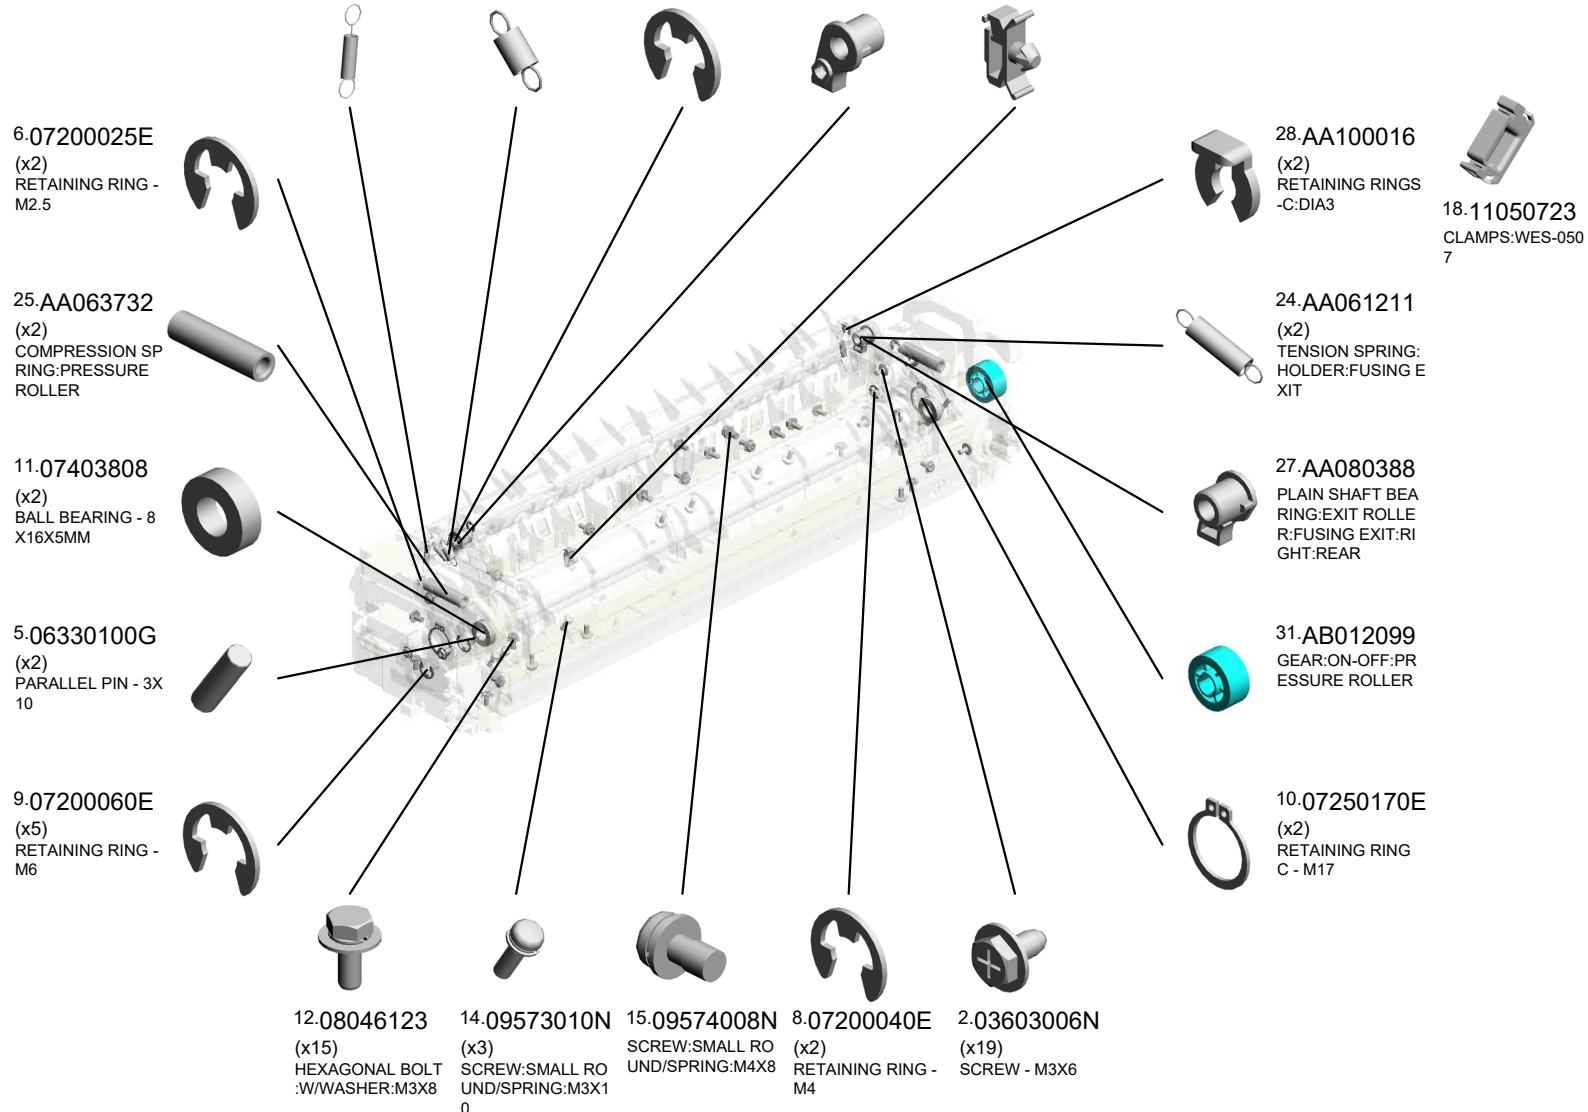 6.07200025E
(x2)
RETAINING RING -
M2.5
28.AA100016
(x2)
RETAINING RINGS
-C:DIA3
18.11050723
CLAMPS:WES-050
7
25.AA063732
(x2)
COMPRESSION SP
RING:PRESSURE
ROLLER
24.AA061211
(x2)
TENSION SPRING:
HOLDER:FUSING E
XIT
11.07403808
(x2)
BALL BEARING - 8
X16X5MM
27.AA080388
PLAIN SHAFT BEA
RING:EXIT ROLLE
R:FUSING EXIT:RI
GHT:REAR
5.06330100G
(x2)
PARALLEL PIN - 3X
10
31.AB012099
GEAR:ON-OFF:PR
ESSURE ROLLER
9.07200060E
(x5)
RETAINING RING -
M6
10.07250170E
(x2)
RETAINING RING
C - M17
12.08046123
(x15)
HEXAGONAL BOLT
:W/WASHER:M3X8
14.09573010N
(x3)
SCREW:SMALL RO
UND/SPRING:M3X1
0
15.09574008N
SCREW:SMALL RO
UND/SPRING:M4X8
8.07200040E
(x2)
RETAINING RING -
M4
2.03603006N
(x19)
SCREW - M3X6